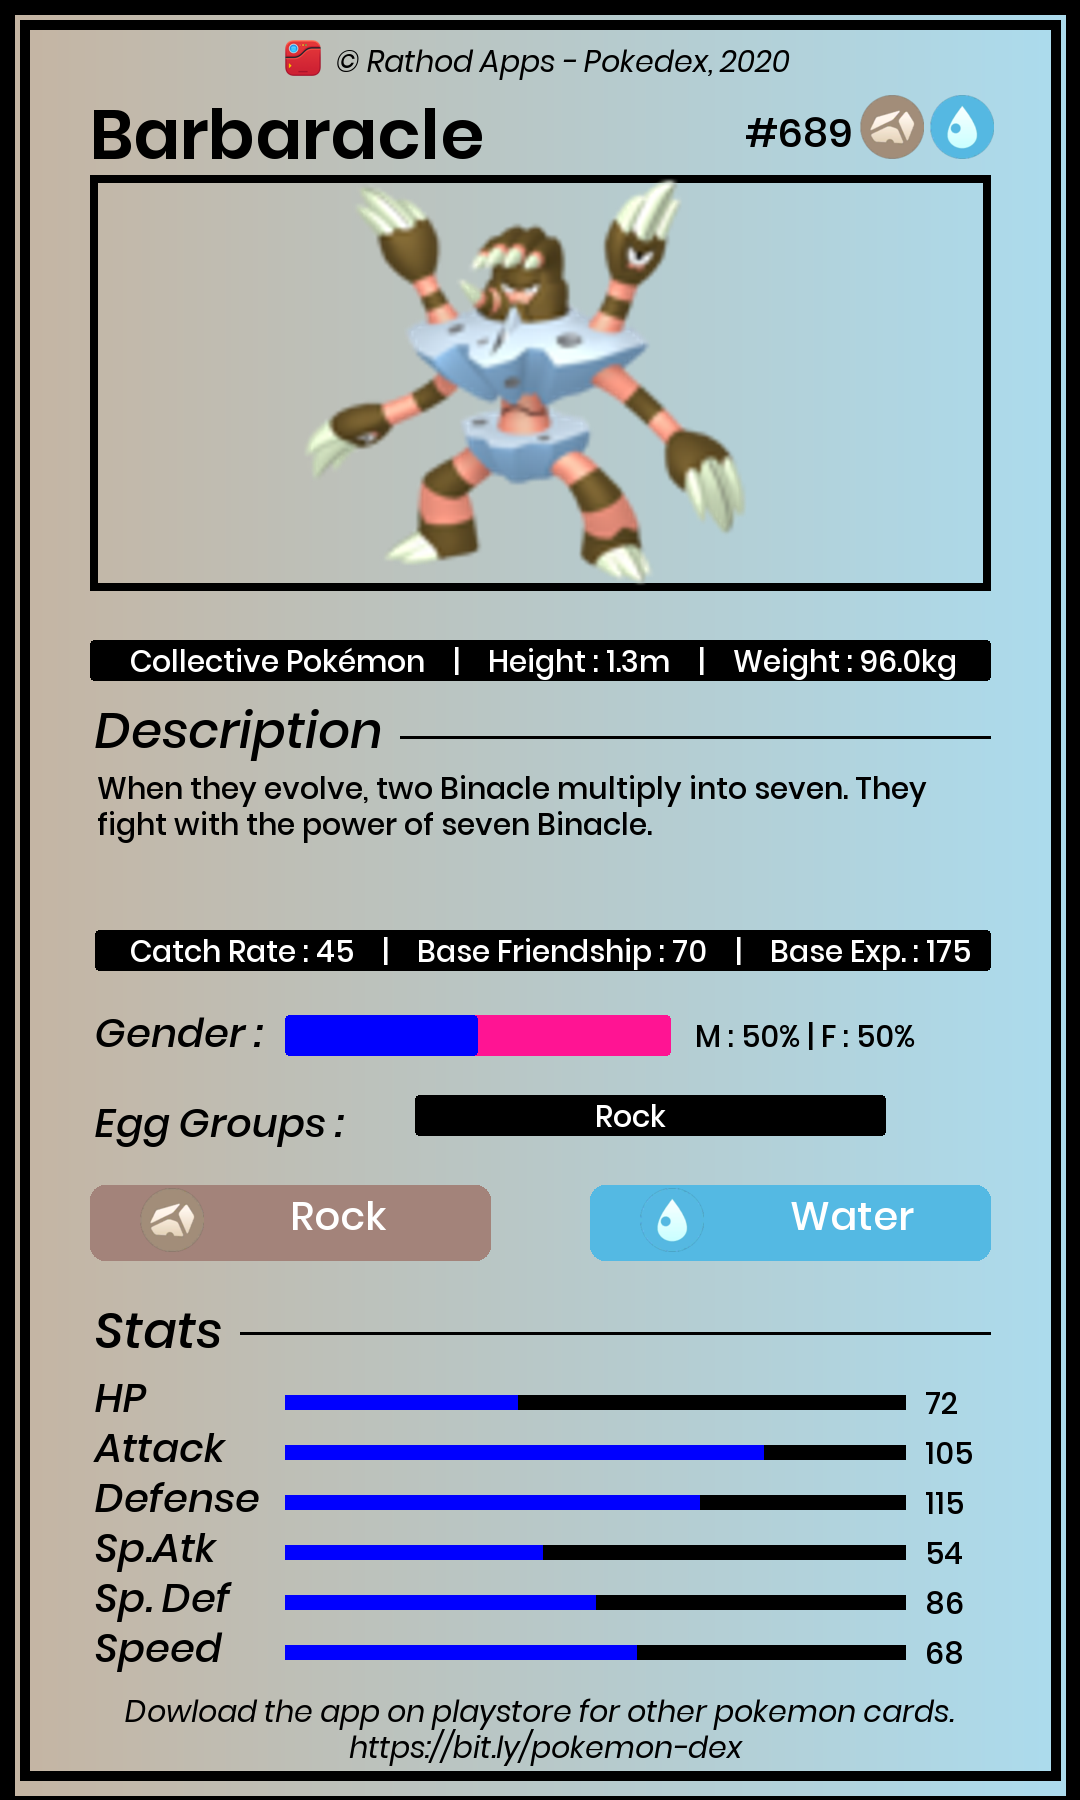 © Rathod Apps - Pokedex, 2020
Barbaracle #689
Collective Pokémon | Height : 1.3m | Weight : 96.0kg
Description
When they evolve, two Binacle multiply into seven. They
fight with the power of seven Binacle.
Catch Rate : 45 | Base Friendship : 70 | Base Exp. : 175
Gender : M : 50% | F : 50%
Egg Groups : Rock
Rock Water
Stats
HP 72
Attack 105
Defense 115
Sp.Atk 54
Sp. Def 86
Speed 68
Dowload the app on playstore for other pokemon cards.
https://bit.ly/pokemon-dex